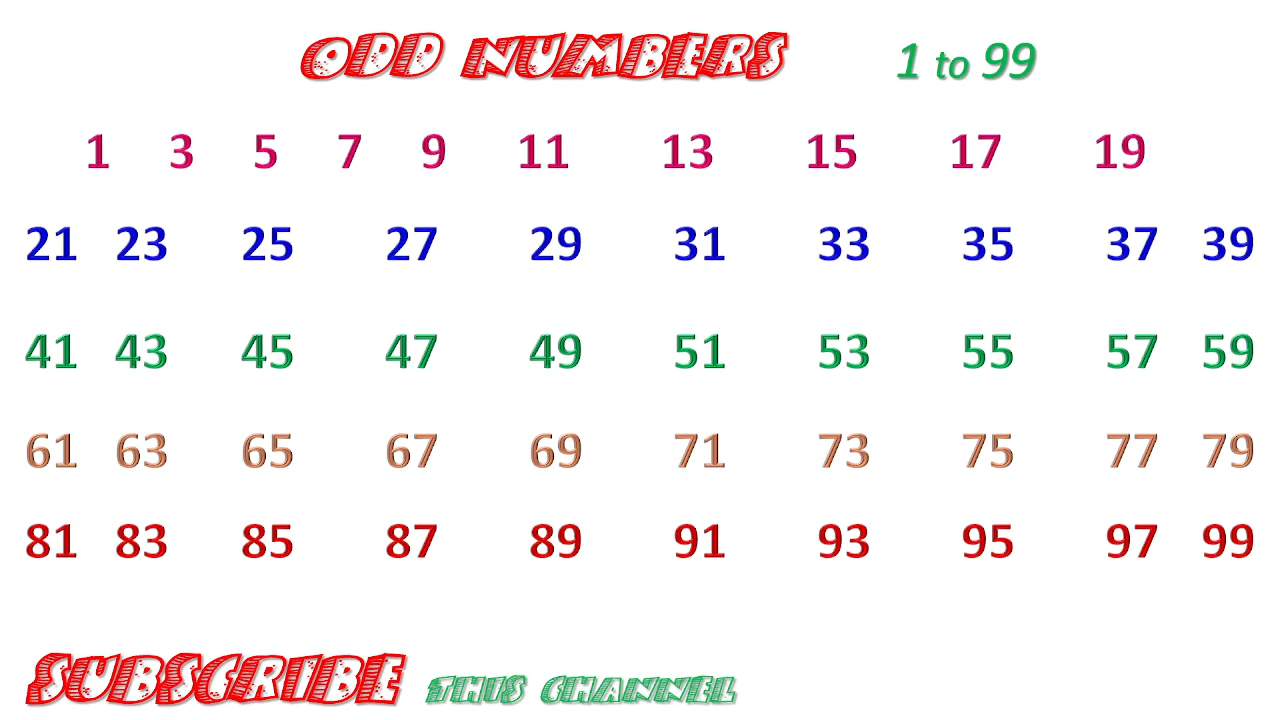 ODD NUMBERS 1 to 99
1 3 5 7 9 11 13 15 17 19
21 23 25 27 29 31 33 35 37 39
41 43 45 47 49 51 53 55 57 59
61 63 65 67 69 71 73 75 77 79
81 83 85 87 89 91 93 95 97 99
SUBSCRIBE THIS CHANNEL